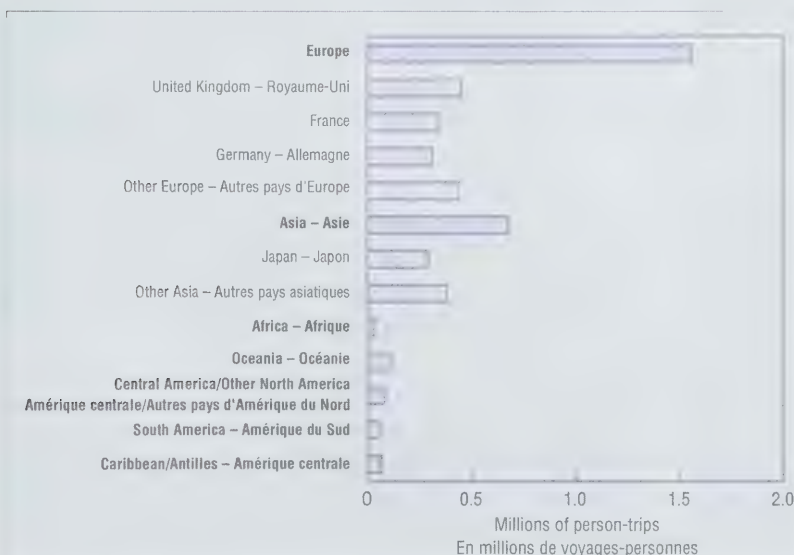 Europe
United Kingdom – Royaume-Uni
France
Germany – Allemagne
Other Europe – Autres pays d'Europe
Asia – Asie
Japan – Japon
Other Asia – Autres pays asiatiques
Africa – Afrique
Oceania – Océanie
Central America/Other North America
Amérique centrale/Autres pays d'Amérique du Nord
South America – Amérique du Sud
Caribbean/Antilles – Amérique centrale
0 0.5 1.0 1.5 2.0
Millions of person-trips
En millions de voyages-personnes